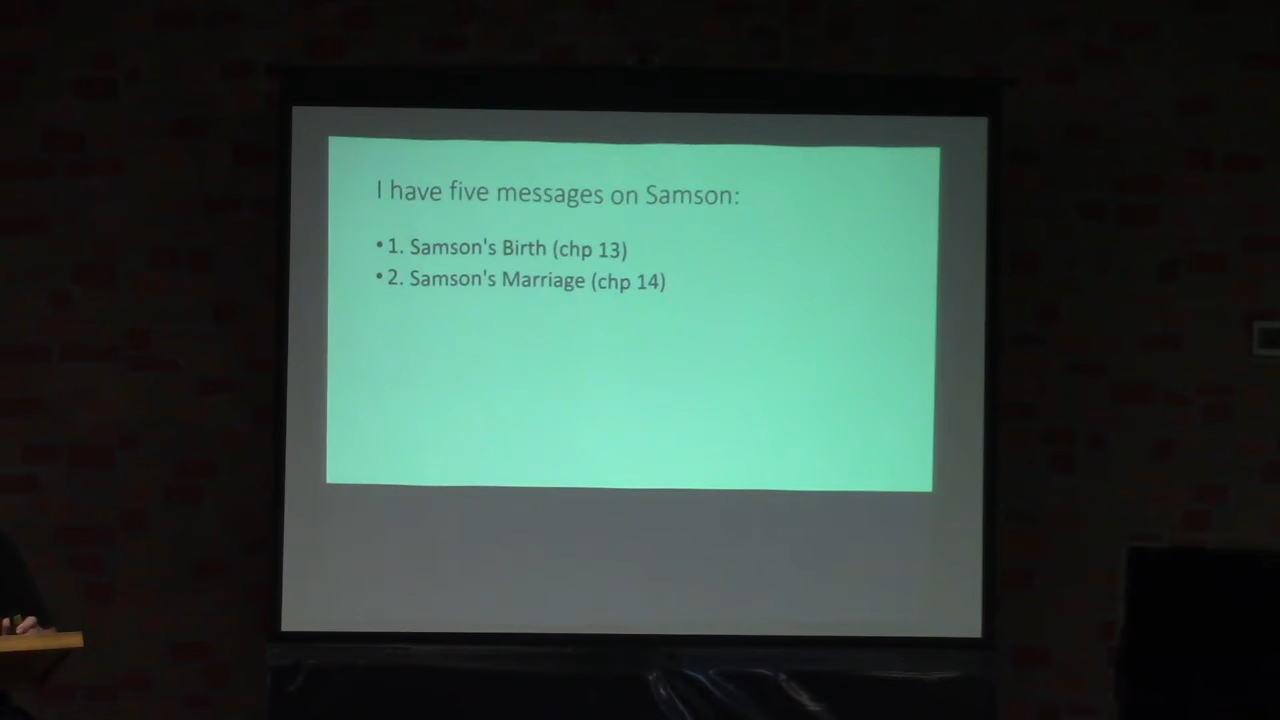 I have five messages on Samson:
• 1. Samson's Birth (chp 13)
• 2. Samson's Marriage (chp 14)